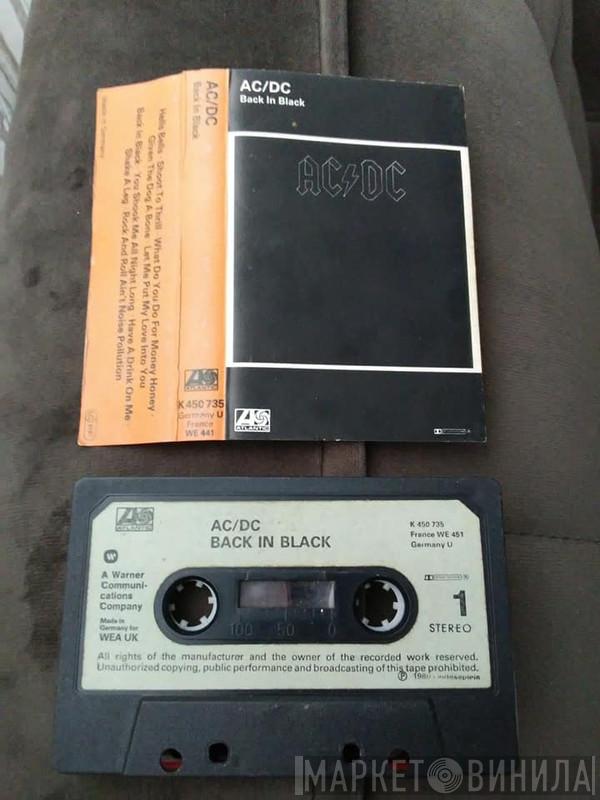 AC/DC
Back In Black
AC DC
ATLANTIC
AC/DC
Back In Black
ATLANTIC
K 450 735
Germany U
France
WE 441
Hells Bells · Shoot To Thrill · What Do You Do For Money Honey ·
Given The Dog A Bone · Let Me Put My Love Into You
Back In Black · You Shook Me All Night Long · Have A Drink On Me
Shake A Leg · Rock And Roll Ain't Noise Pollution
Made in Germany
ATLANTIC
AC/DC
BACK IN BLACK
K 450 735
France WE 451
Germany U
A Warner
Communi-
cations
Company
Made in
Germany for
WEA UK
100 50 0
1
STEREO
All rights of the manufacturer and the owner of the recorded work reserved.
Unauthorized copying, public performance and broadcasting of this tape prohibited.
℗ 1980
МАРКЕТ ВИНИЛА